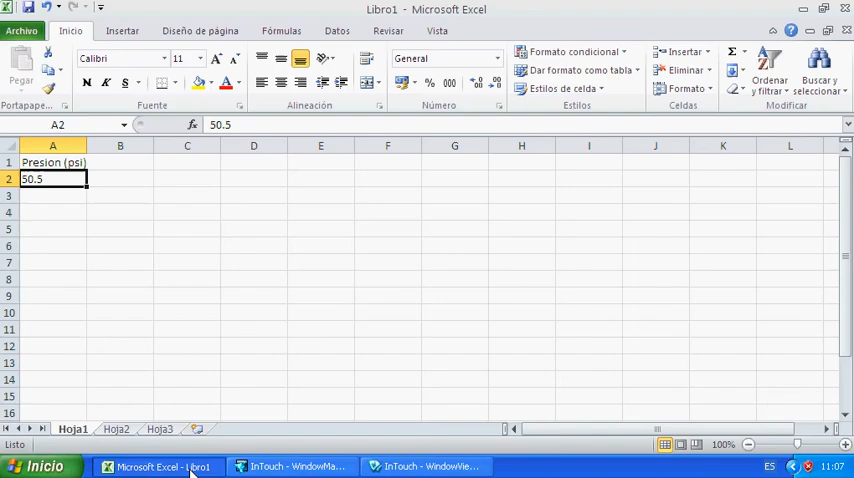 Libro1 - Microsoft Excel
Archivo Inicio Insertar Diseño de página Fórmulas Datos Revisar Vista
Pegar
Calibri 11
N K S
General
% 000
Formato condicional
Dar formato como tabla
Estilos de celda
Insertar
Eliminar
Formato
Σ
Ordenar y filtrar
Buscar y seleccionar
Portapape... Fuente Alineación Número Estilos Celdas Modificar
A2 fx 50.5
A B C D E F G H I J K L
1 Presion (psi)
2 50.5
3
4
5
6
7
8
9
10
11
12
13
14
15
16
Hoja1 Hoja2 Hoja3
Listo 100%
Inicio Microsoft Excel - Libro1 InTouch - WindowMa... InTouch - WindowVie... ES 11:07